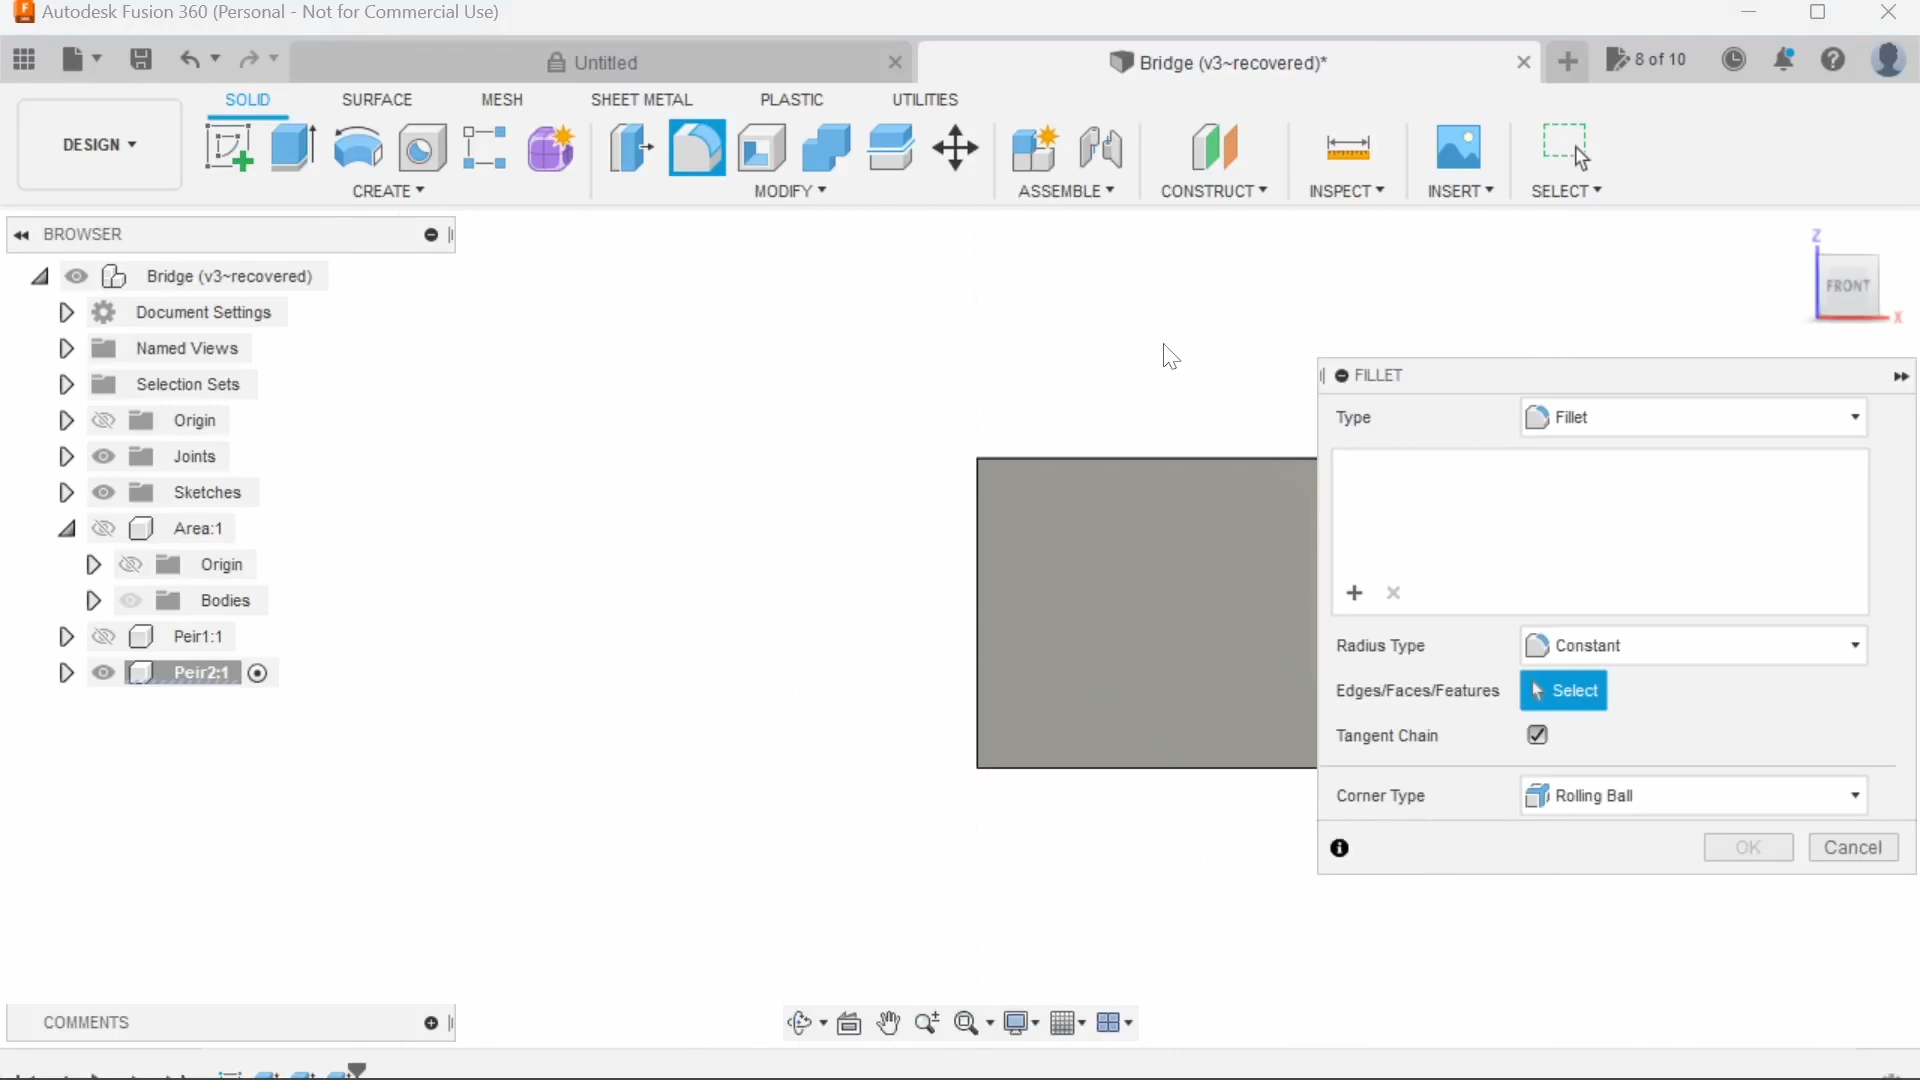 Autodesk Fusion 360 (Personal - Not for Commercial Use)
Untitled
Bridge (v3~recovered)*
8 of 10
SOLID SURFACE MESH SHEET METAL PLASTIC UTILITIES
DESIGN
CREATE MODIFY ASSEMBLE CONSTRUCT INSPECT INSERT SELECT
BROWSER
Bridge (v3~recovered)
Document Settings
Named Views
Selection Sets
Origin
Joints
Sketches
Area:1
Origin
Bodies
Peir1:1
Peir2:1
Z
FRONT
X
FILLET
Type Fillet
Radius Type Constant
Edges/Faces/Features Select
Tangent Chain
Corner Type Rolling Ball
OK Cancel
COMMENTS